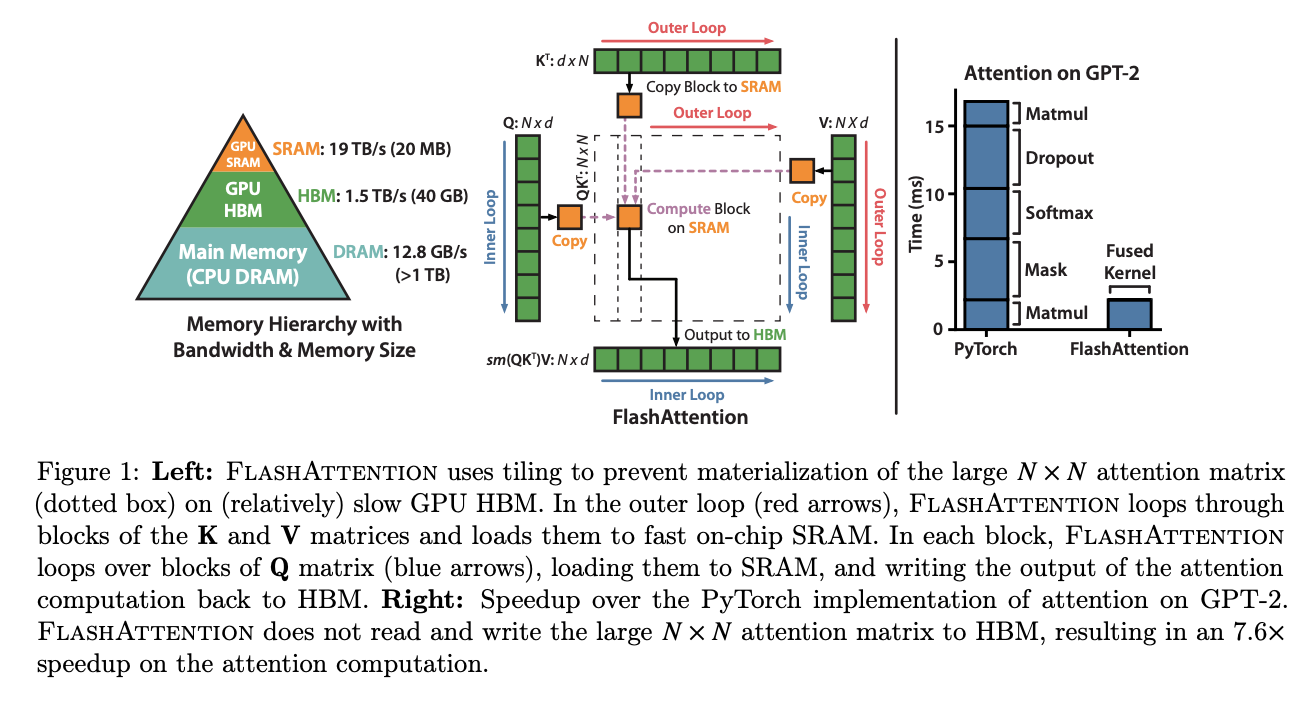 GPU
SRAM
GPU
HBM
Main Memory
(CPU DRAM)
SRAM: 19 TB/s (20 MB)
HBM: 1.5 TB/s (40 GB)
DRAM: 12.8 GB/s
(>1 TB)
Memory Hierarchy with
Bandwidth & Memory Size
Outer Loop
Kᵀ: d x N
Copy Block to SRAM
Outer Loop
Q: N x d
QKᵀ: N x N
V: N X d
Inner Loop
Copy
Compute Block
on SRAM
Copy
Inner Loop
Outer Loop
Output to HBM
sm(QKᵀ)V: N x d
Inner Loop
FlashAttention
Attention on GPT-2
Time (ms)
15
10
5
0
Matmul
Dropout
Softmax
Mask
Matmul
Fused
Kernel
PyTorch
FlashAttention
Figure 1: Left: FLASHATTENTION uses tiling to prevent materialization of the large N × N attention matrix
(dotted box) on (relatively) slow GPU HBM. In the outer loop (red arrows), FLASHATTENTION loops through
blocks of the K and V matrices and loads them to fast on-chip SRAM. In each block, FLASHATTENTION
loops over blocks of Q matrix (blue arrows), loading them to SRAM, and writing the output of the attention
computation back to HBM. Right: Speedup over the PyTorch implementation of attention on GPT-2.
FLASHATTENTION does not read and write the large N × N attention matrix to HBM, resulting in an 7.6×
speedup on the attention computation.